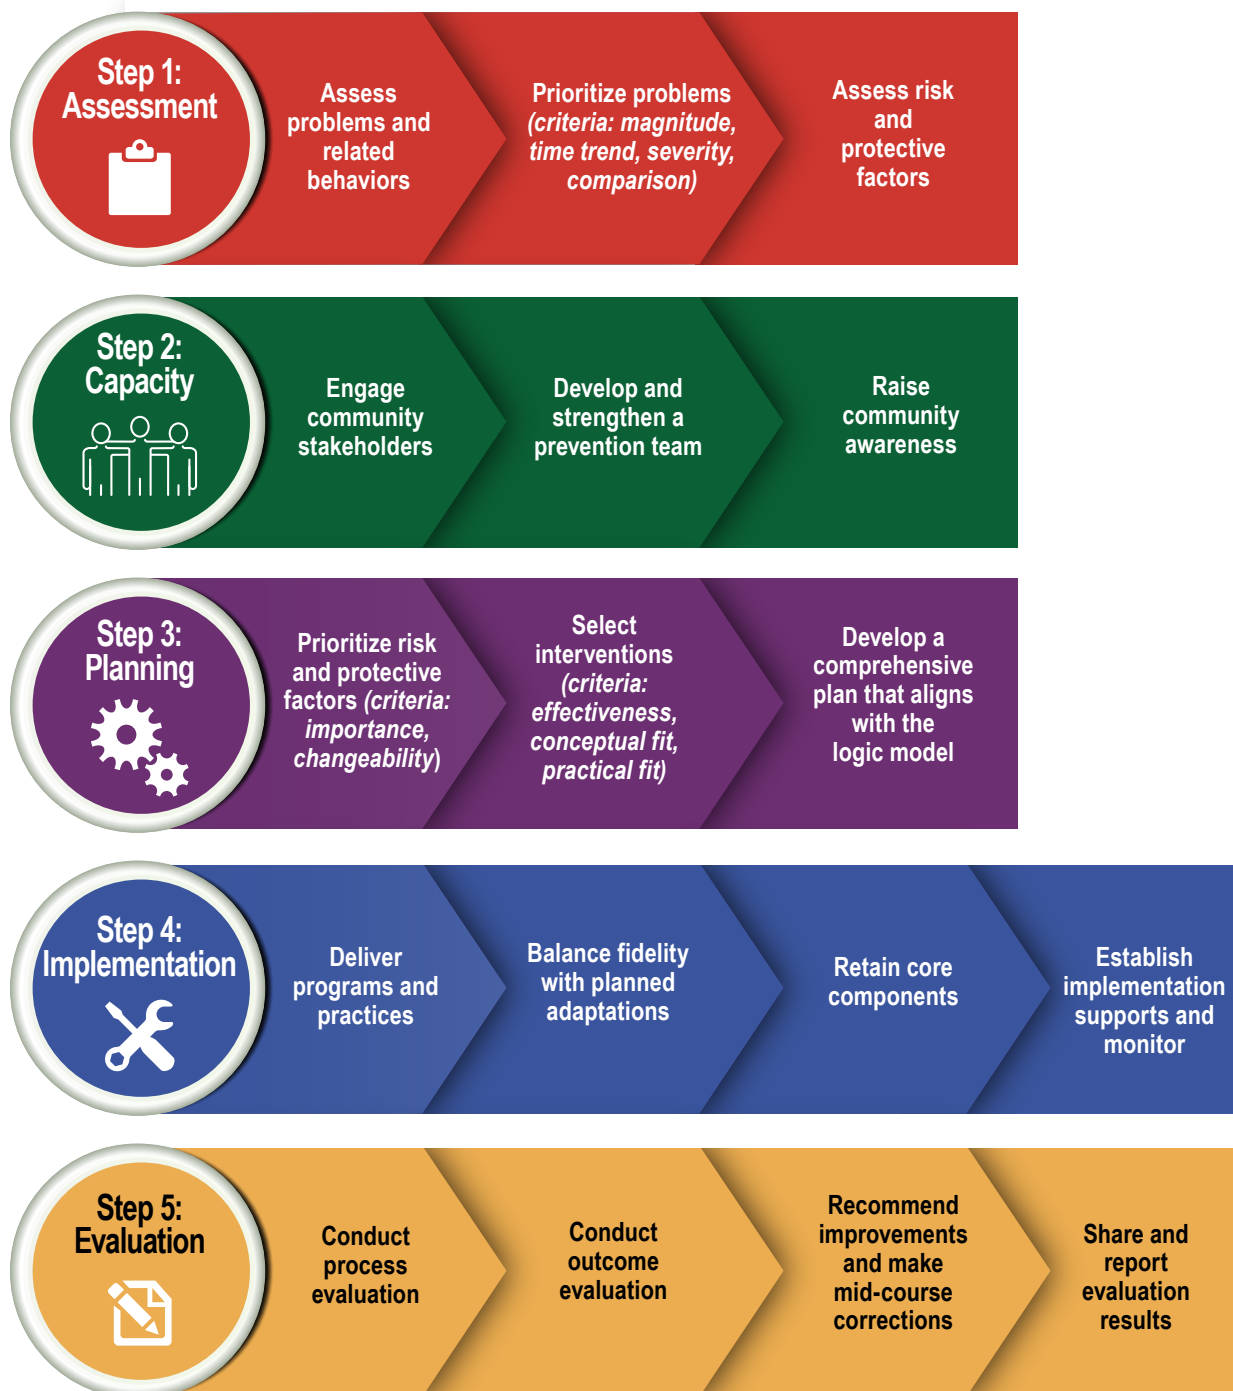 Step 1:
Assessment
Assess
problems and
related
behaviors
Prioritize problems
(criteria: magnitude,
time trend, severity,
comparison)
Assess risk
and
protective
factors
Step 2:
Capacity
Engage
community
stakeholders
Develop and
strengthen a
prevention team
Raise
community
awareness
Step 3:
Planning
Prioritize risk
and protective
factors (criteria:
importance,
changeability)
Select
interventions
(criteria:
effectiveness,
conceptual fit,
practical fit)
Develop a
comprehensive
plan that aligns
with the
logic model
Step 4:
Implementation
Deliver
programs and
practices
Balance fidelity
with planned
adaptations
Retain core
components
Establish
implementation
supports and
monitor
Step 5:
Evaluation
Conduct
process
evaluation
Conduct
outcome
evaluation
Recommend
improvements
and make
mid-course
corrections
Share and
report
evaluation
results